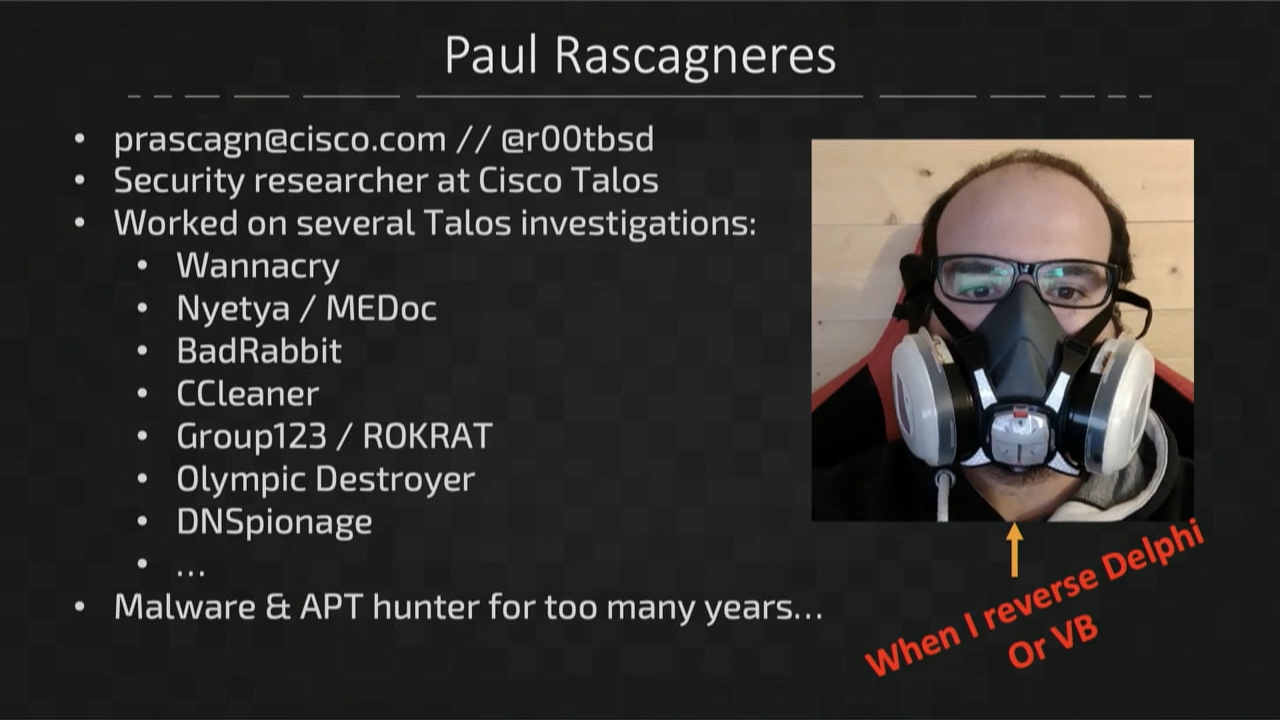 Paul Rascagneres
• prascagn@cisco.com // @r00tbsd
• Security researcher at Cisco Talos
• Worked on several Talos investigations:
• Wannacry
• Nyetya / MEDoc
• BadRabbit
• CCleaner
• Group123 / ROKRAT
• Olympic Destroyer
• DNSpionage
• ...
• Malware & APT hunter for too many years...
When I reverse Delphi
Or VB